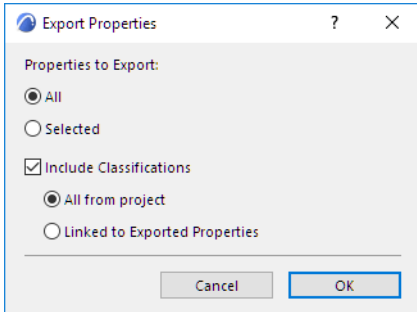 Export Properties
?
Properties to Export:
All
Selected
Include Classifications
All from project
Linked to Exported Properties
Cancel OK